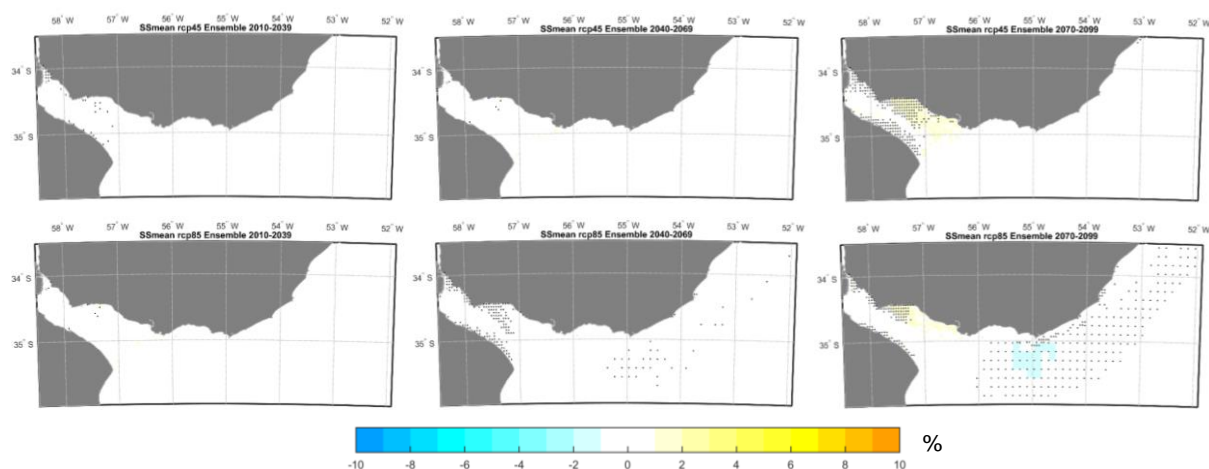 58° W 57° W 56° W 55° W 54° W 53° W 52° W
SSmean rcp45 Ensemble 2010-2039
34° S
35° S
58° W 57° W 56° W 55° W 54° W 53° W 52° W
SSmean rcp45 Ensemble 2040-2069
34° S
35° S
58° W 57° W 56° W 55° W 54° W 53° W 52° W
SSmean rcp45 Ensemble 2070-2099
34° S
35° S
58° W 57° W 56° W 55° W 54° W 53° W 52° W
SSmean rcp85 Ensemble 2010-2039
34° S
35° S
58° W 57° W 56° W 55° W 54° W 53° W 52° W
SSmean rcp85 Ensemble 2040-2069
34° S
35° S
58° W 57° W 56° W 55° W 54° W 53° W 52° W
SSmean rcp85 Ensemble 2070-2099
34° S
35° S
%
-10 -8 -6 -4 -2 0 2 4 6 8 10